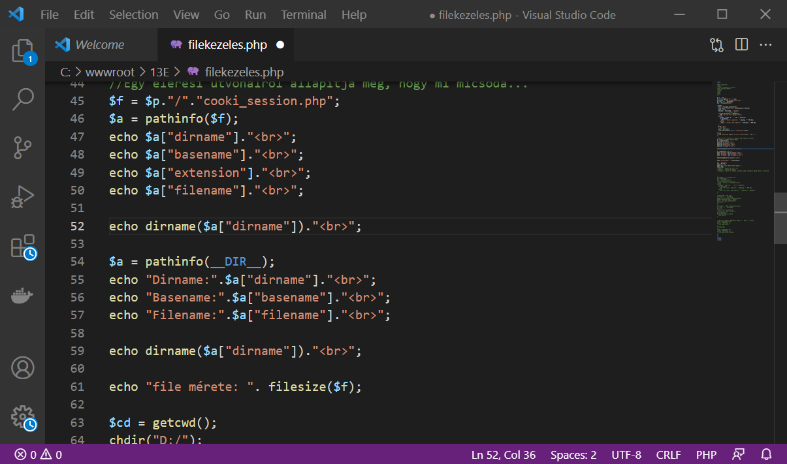 File Edit Selection View Go Run Terminal Help ● filekezeles.php - Visual Studio Code
Welcome filekezeles.php ●
C: > wwwroot > 13E > filekezeles.php
44 //Egy elérési útvonalról állapítja meg, hogy mi micsoda...
45 $f = $p."/"."cooki_session.php";
46 $a = pathinfo($f);
47 echo $a["dirname"]."<br>";
48 echo $a["basename"]."<br>";
49 echo $a["extension"]."<br>";
50 echo $a["filename"]."<br>";
51
52 echo dirname($a["dirname"])."<br>";
53
54 $a = pathinfo(__DIR__);
55 echo "Dirname:".$a["dirname"]."<br>";
56 echo "Basename:".$a["basename"]."<br>";
57 echo "Filename:".$a["filename"]."<br>";
58
59 echo dirname($a["dirname"])."<br>";
60
61 echo "file mérete: ". filesize($f);
62
63 $cd = getcwd();
64 chdir("D:/");
1
0 0 Ln 52, Col 36 Spaces: 2 UTF-8 CRLF PHP